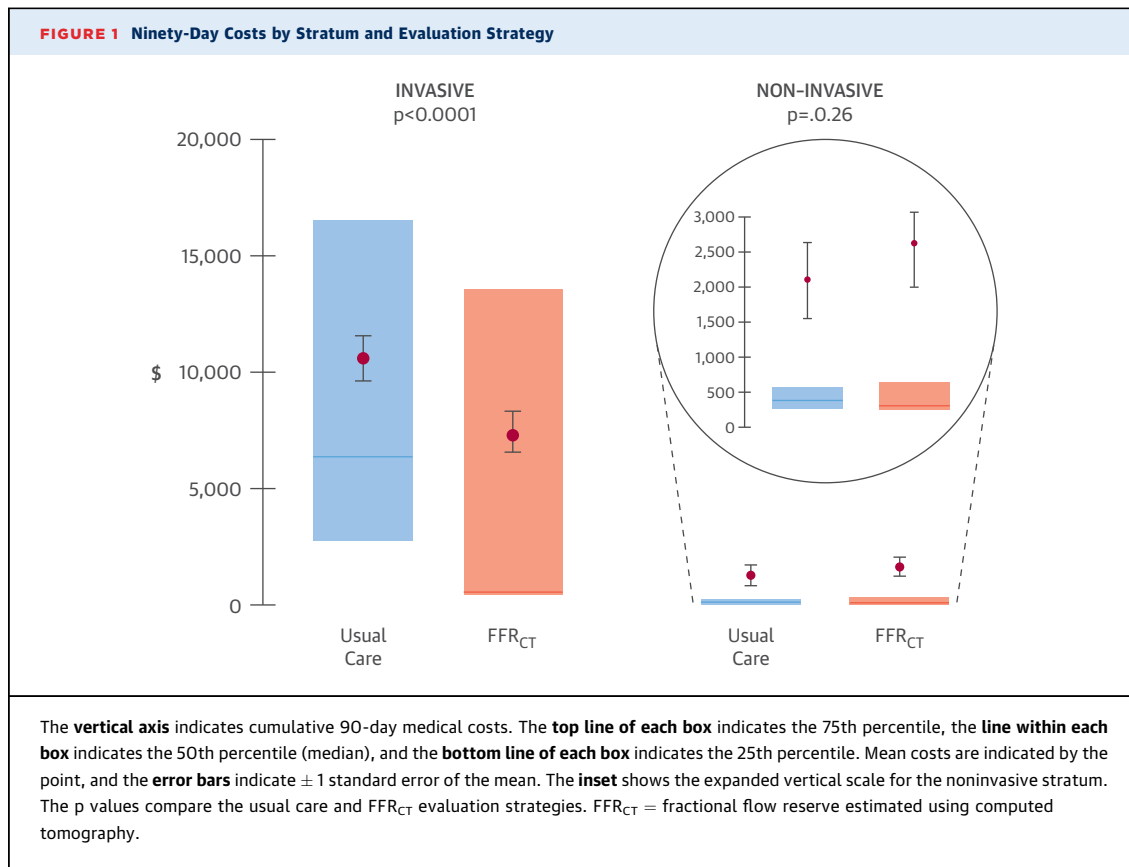 FIGURE 1 Ninety-Day Costs by Stratum and Evaluation Strategy
INVASIVE
p<0.0001
NON-INVASIVE
p=.0.26
20,000
15,000
$ 10,000
5,000
0
3,000
2,500
2,000
1,500
1,000
500
0
Usual
Care
FFRCT
Usual
Care
FFRCT
The vertical axis indicates cumulative 90-day medical costs. The top line of each box indicates the 75th percentile, the line within each
box indicates the 50th percentile (median), and the bottom line of each box indicates the 25th percentile. Mean costs are indicated by the
point, and the error bars indicate ± 1 standard error of the mean. The inset shows the expanded vertical scale for the noninvasive stratum.
The p values compare the usual care and FFRCT evaluation strategies. FFRCT = fractional flow reserve estimated using computed
tomography.